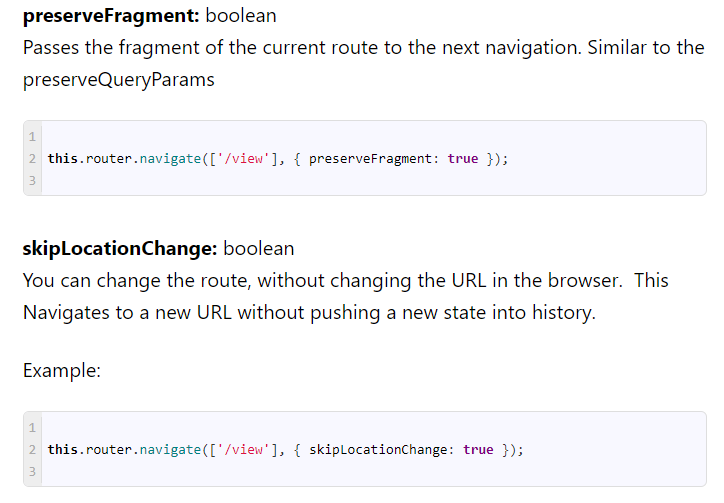 preserveFragment: boolean
Passes the fragment of the current route to the next navigation. Similar to the
preserveQueryParams
1
2 this.router.navigate(['/view'], { preserveFragment: true });
3
skipLocationChange: boolean
You can change the route, without changing the URL in the browser.  This
Navigates to a new URL without pushing a new state into history.
Example:
1
2 this.router.navigate(['/view'], { skipLocationChange: true });
3